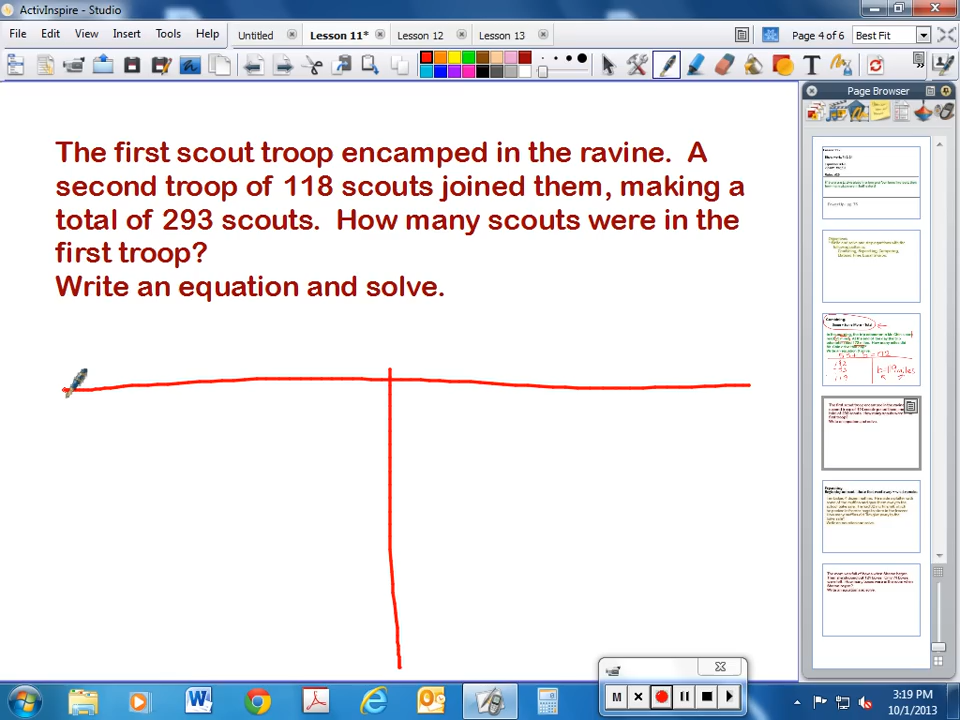 ActivInspire - Studio
File Edit View Insert Tools Help
Untitled Lesson 11* Lesson 12 Lesson 13
Page 4 of 6 Best Fit
Page Browser
The first scout troop encamped in the ravine. A
second troop of 118 scouts joined them, making a
total of 293 scouts. How many scouts were in the
first troop?
Write an equation and solve.
M
3:19 PM
10/1/2013